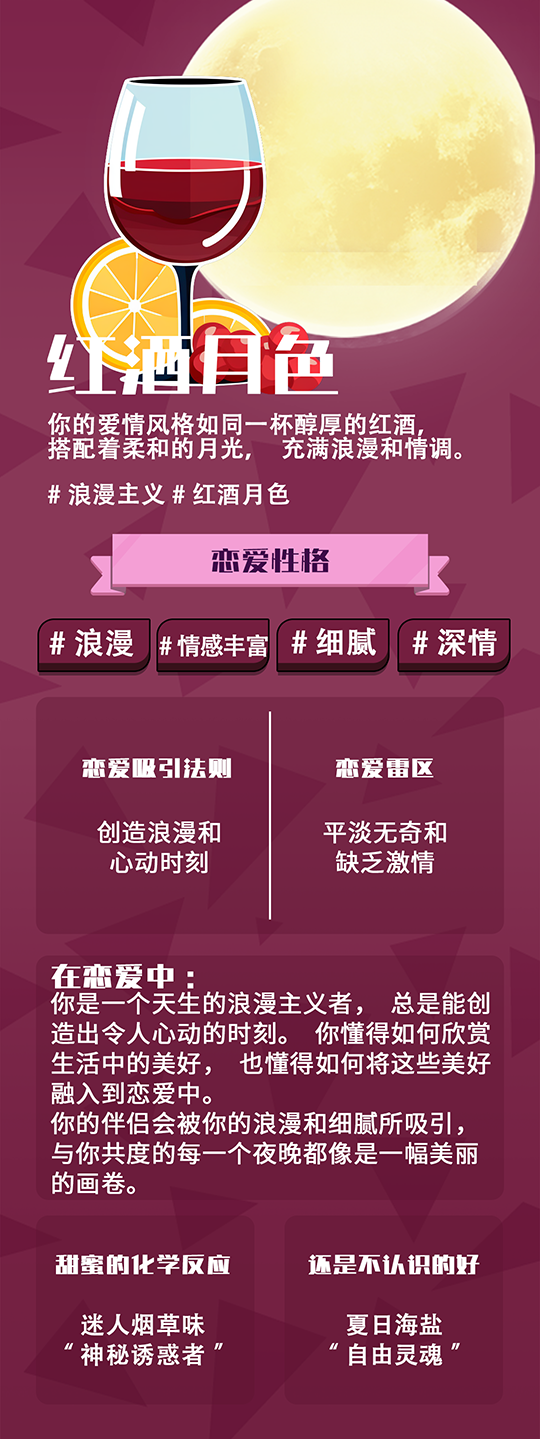 红酒月色
你的爱情风格如同一杯醇厚的红酒,
搭配着柔和的月光， 充满浪漫和情调。
# 浪漫主义 # 红酒月色
恋爱性格
# 浪漫
# 情感丰富
# 细腻
# 深情
恋爱吸引法则
创造浪漫和
心动时刻
恋爱雷区
平淡无奇和
缺乏激情
在恋爱中：
你是一个天生的浪漫主义者， 总是能创
造出令人心动的时刻。 你懂得如何欣赏
生活中的美好， 也懂得如何将这些美好
融入到恋爱中。
你的伴侣会被你的浪漫和细腻所吸引，
与你共度的每一个夜晚都像是一幅美丽
的画卷。
甜蜜的化学反应
迷人烟草味
“ 神秘诱惑者 ”
还是不认识的好
夏日海盐
“ 自由灵魂 ”